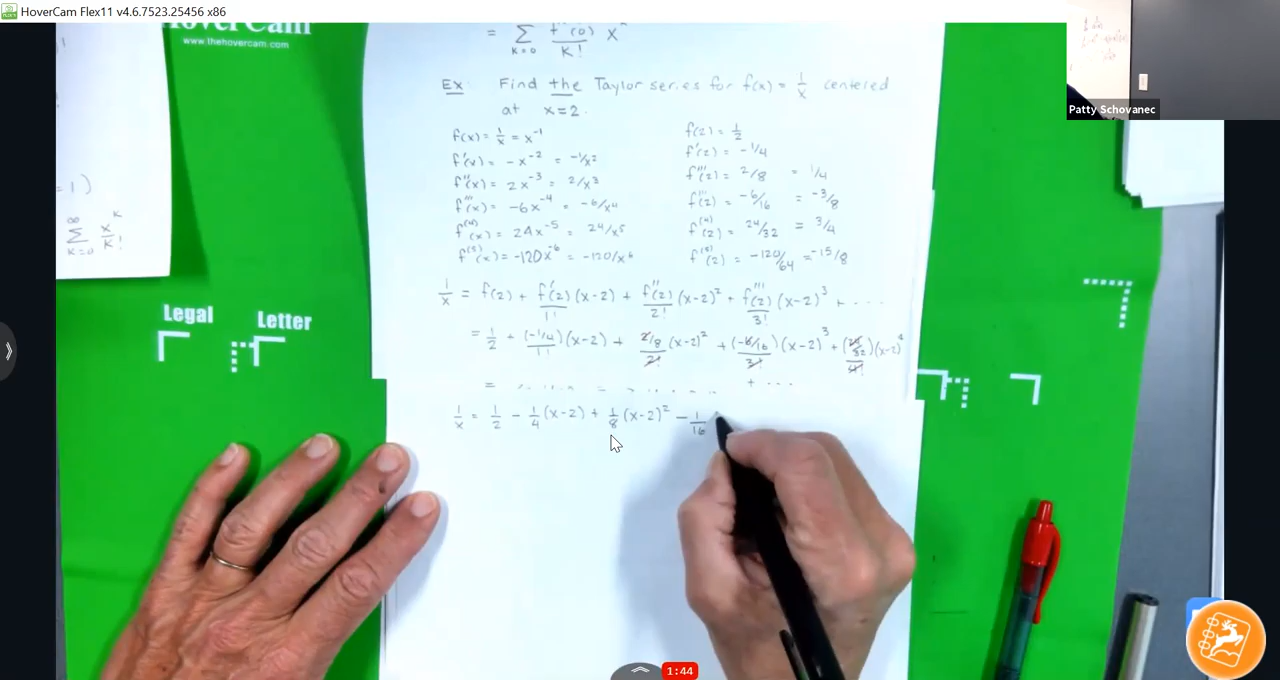 HoverCam Flex11 v4.6.7523.25456 x86
HoverCam
www.thehovercam.com
Patty Schovanec
= Σ K=0 f(0)/K! x
Ex: Find the Taylor series for f(x) = 1/x centered
at x=2.
f(x) = 1/x = x⁻¹
f(2) = 1/2
f'(x) = -x⁻² = -1/x²
f'(2) = -1/4
f''(x) = 2x⁻³ = 2/x³
f'''(2) = 2/8 = 1/4
f'''(x) = -6x⁻⁴ = -6/x⁴
f'''(2) = -6/16 = -3/8
f⁽⁴⁾(x) = 24x⁻⁵ = 24/x⁵
f⁽⁴⁾(2) = 24/32 = 3/4
f⁽⁵⁾(x) = -120x⁻⁶ = -120/x⁶
f⁽⁵⁾(2) = -120/64 = -15/8
= 1)
∞ Σ K=0 x^K/K!
1/x = f(2) + f'(2)/1! (x-2) + f''(2)/2! (x-2)² + f'''(2)/3! (x-2)³ + ....
= 1/2 + (-1/4)/1! (x-2) + 2/8/2! (x-2)² + (-6/16)/3! (x-2)³ + (24/32)/4! (x-2)⁴
= + ...
1/x = 1/2 - 1/4 (x-2) + 1/8 (x-2)² - 1/16
Legal
Letter
1:44